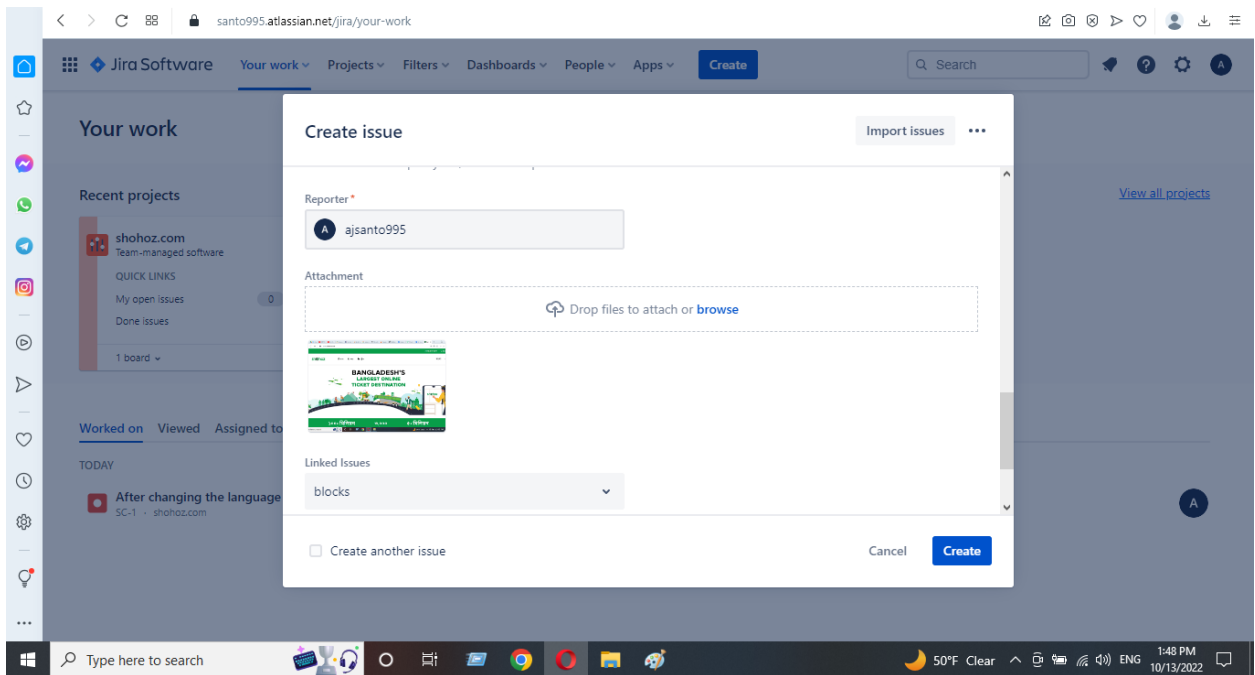 santo995.atlassian.net/jira/your-work
Jira Software Your work Projects Filters Dashboards People Apps Create Search A
Your work
Create issue
Import issues
Recent projects
View all projects
Reporter *
A ajsanto995
shohoz.com
Team-managed software
QUICK LINKS
My open issues 0
Done issues
1 board
Attachment
Drop files to attach or browse
BANGLADESH'S
LARGEST ONLINE
TICKET DESTINATION
Linked Issues
blocks
Worked on Viewed Assigned to
TODAY
After changing the language
SC-1 · shohoz.com
A
Create another issue
Cancel
Create
Type here to search
50°F Clear
ENG
1:48 PM
10/13/2022